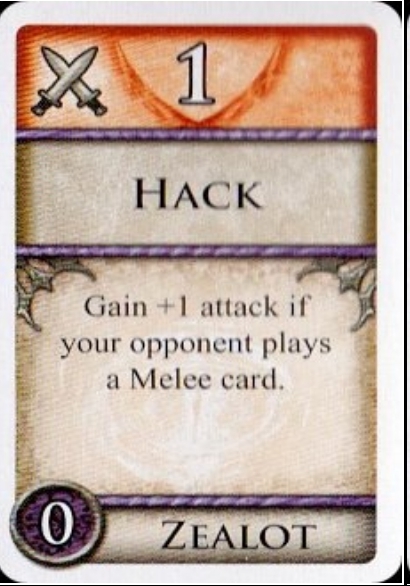 1
HACK
Gain +1 attack if
your opponent plays
a Melee card.
0
ZEALOT